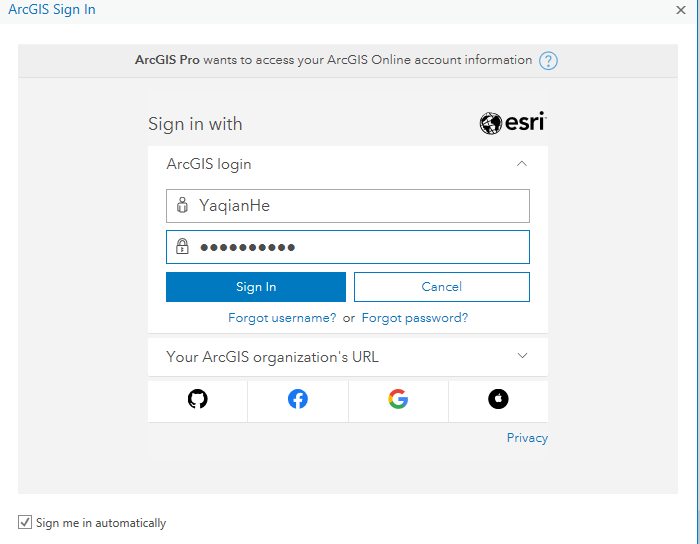 ArcGIS Sign In
ArcGIS Pro wants to access your ArcGIS Online account information ?
Sign in with
esri
ArcGIS login
YaqianHe
●●●●●●●●●●
Sign In Cancel
Forgot username? or Forgot password?
Your ArcGIS organization's URL
Privacy
Sign me in automatically